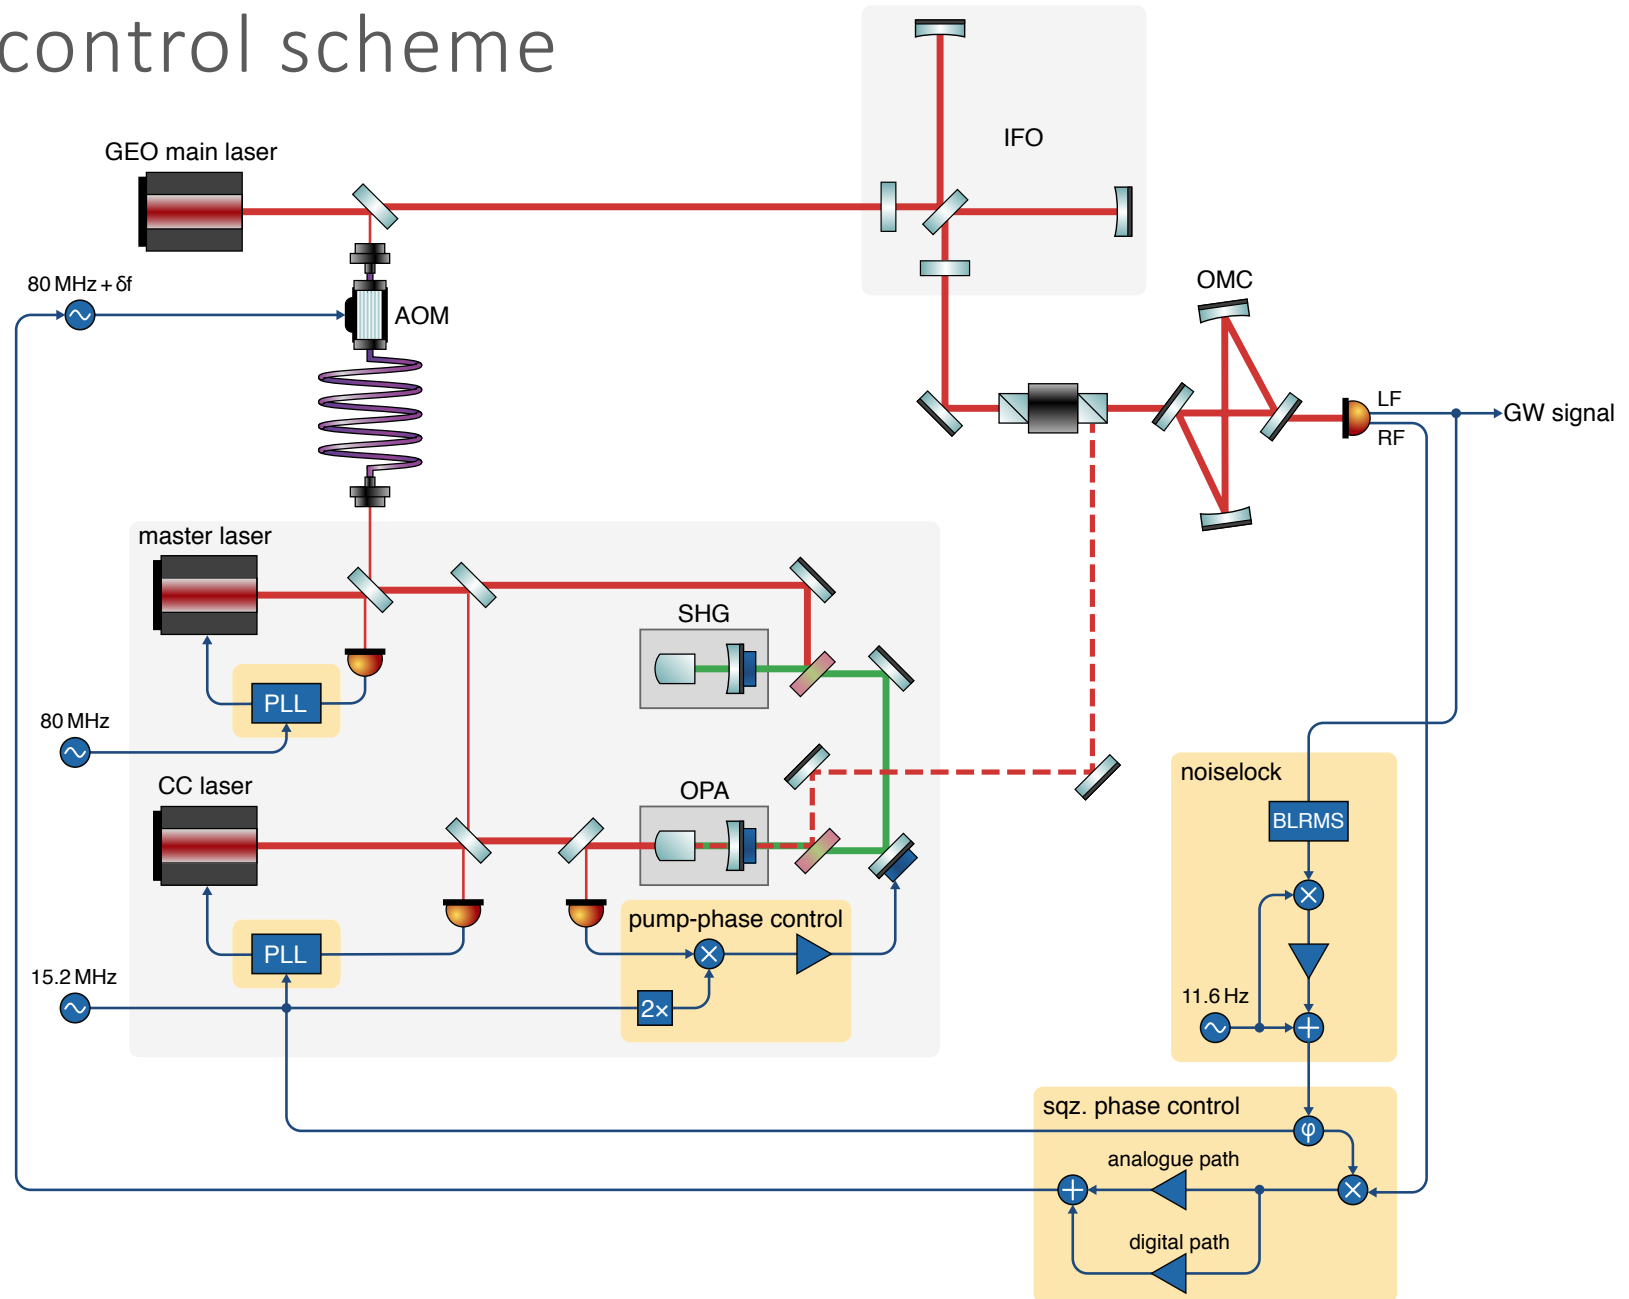 control scheme
GEO main laser
IFO
80 MHz + δf
AOM
OMC
LF
RF
GW signal
master laser
SHG
PLL
80 MHz
CC laser
OPA
noiselock
BLRMS
pump-phase control
PLL
15.2 MHz
2×
11.6 Hz
sqz. phase control
φ
analogue path
digital path